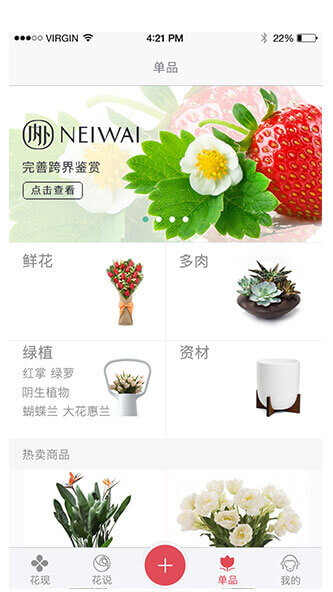 VIRGIN 4:21 PM 22%
单品
NEIWAI
完善跨界鉴赏
点击查看
鲜花
多肉
绿植
红掌 绿萝
阴生植物
蝴蝶兰 大花惠兰
资材
热卖商品
花现 花说 单品 我的